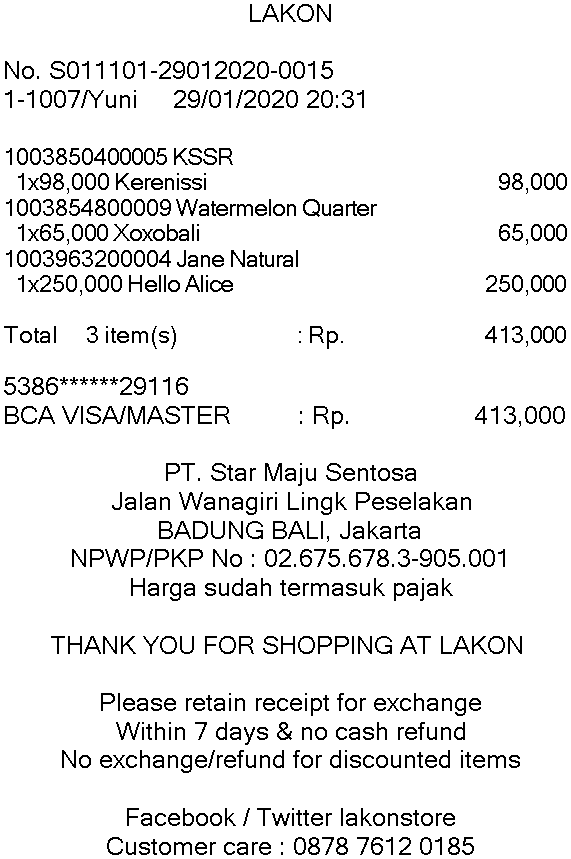 LAKON
No. S011101-29012020-0015
1-1007/Yuni 29/01/2020 20:31
1003850400005 KSSR
1x98,000 Kerenissi 98,000
1003854800009 Watermelon Quarter
1x65,000 Xoxobali 65,000
1003963200004 Jane Natural
1x250,000 Hello Alice 250,000
Total 3 item(s) : Rp. 413,000
5386******29116
BCA VISA/MASTER : Rp. 413,000
PT. Star Maju Sentosa
Jalan Wanagiri Lingk Peselakan
BADUNG BALI, Jakarta
NPWP/PKP No : 02.675.678.3-905.001
Harga sudah termasuk pajak
THANK YOU FOR SHOPPING AT LAKON
Please retain receipt for exchange
Within 7 days & no cash refund
No exchange/refund for discounted items
Facebook / Twitter lakonstore
Customer care : 0878 7612 0185